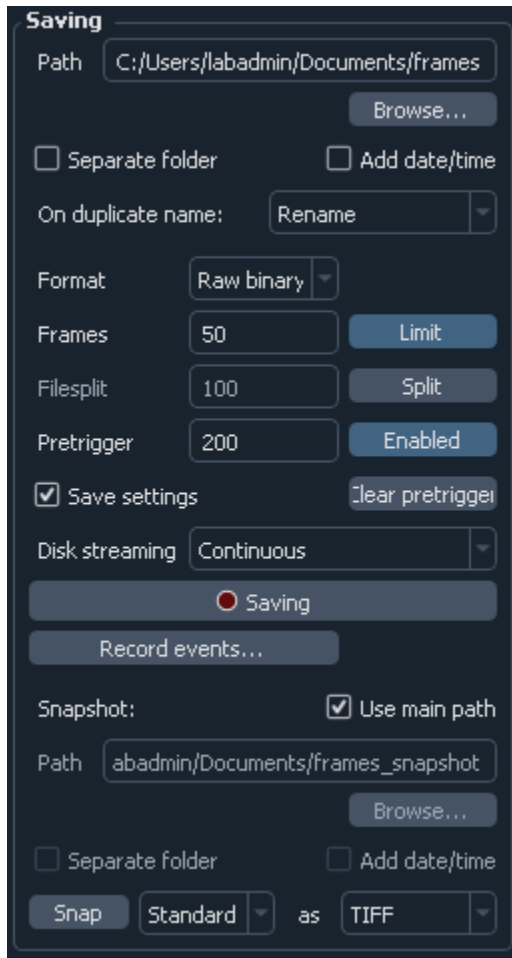 Saving
Path C:/Users/labadmin/Documents/frames
Browse...
Separate folder Add date/time
On duplicate name: Rename
Format Raw binary
Frames 50 Limit
Filesplit 100 Split
Pretrigger 200 Enabled
Save settings lear pretrigger
Disk streaming Continuous
Saving
Record events...
Snapshot: Use main path
Path abadmin/Documents/frames_snapshot
Browse...
Separate folder Add date/time
Snap Standard as TIFF